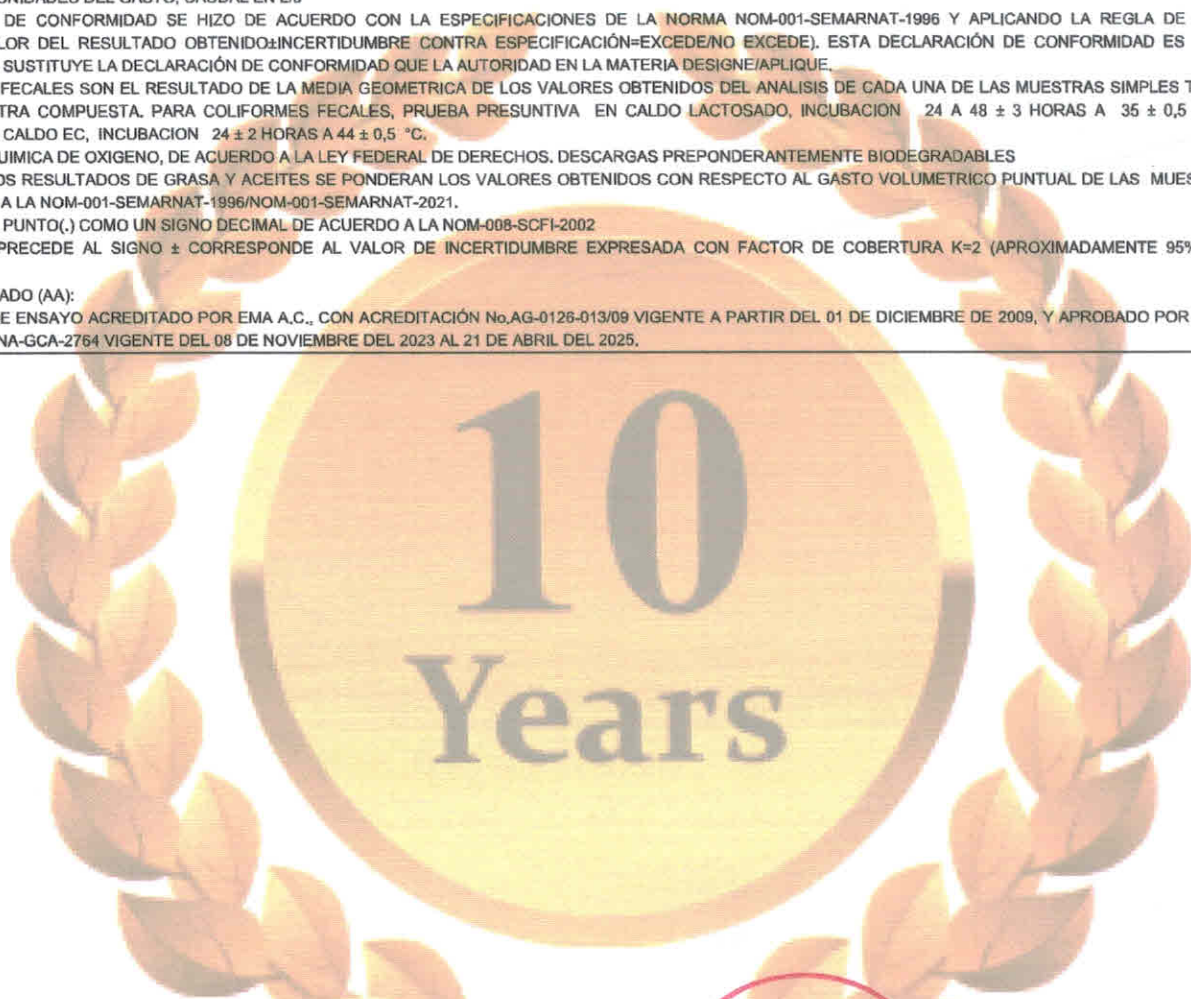 DE CONFORMIDAD SE HIZO DE ACUERDO CON LA ESPECIFICACIONES DE LA NORMA NOM-001-SEMARNAT-1996 Y APLICANDO LA REGLA DE
LOR DEL RESULTADO OBTENIDO±INCERTIDUMBRE CONTRA ESPECIFICACIÓN=EXCEDE/NO EXCEDE). ESTA DECLARACIÓN DE CONFORMIDAD ES
SUSTITUYE LA DECLARACIÓN DE CONFORMIDAD QUE LA AUTORIDAD EN LA MATERIA DESIGNE/APLIQUE.
FECALES SON EL RESULTADO DE LA MEDIA GEOMETRICA DE LOS VALORES OBTENIDOS DEL ANALISIS DE CADA UNA DE LAS MUESTRAS SIMPLES T
TRA COMPUESTA. PARA COLIFORMES FECALES, PRUEBA PRESUNTIVA EN CALDO LACTOSADO, INCUBACION 24 A 48 ± 3 HORAS A 35 ± 0,5
CALDO EC, INCUBACION 24 ± 2 HORAS A 44 ± 0,5 °C.
UIMICA DE OXIGENO, DE ACUERDO A LA LEY FEDERAL DE DERECHOS. DESCARGAS PREPONDERANTEMENTE BIODEGRADABLES
OS RESULTADOS DE GRASA Y ACEITES SE PONDERAN LOS VALORES OBTENIDOS CON RESPECTO AL GASTO VOLUMETRICO PUNTUAL DE LAS MUES
A LA NOM-001-SEMARNAT-1996/NOM-001-SEMARNAT-2021.
PUNTO(.) COMO UN SIGNO DECIMAL DE ACUERDO A LA NOM-008-SCFI-2002
PRECEDE AL SIGNO ± CORRESPONDE AL VALOR DE INCERTIDUMBRE EXPRESADA CON FACTOR DE COBERTURA K=2 (APROXIMADAMENTE 95%
ADO (AA):
E ENSAYO ACREDITADO POR EMA A.C., CON ACREDITACIÓN No.AG-0126-013/09 VIGENTE A PARTIR DEL 01 DE DICIEMBRE DE 2009, Y APROBADO POR
NA-GCA-2764 VIGENTE DEL 08 DE NOVIEMBRE DEL 2023 AL 21 DE ABRIL DEL 2025.
10
Years